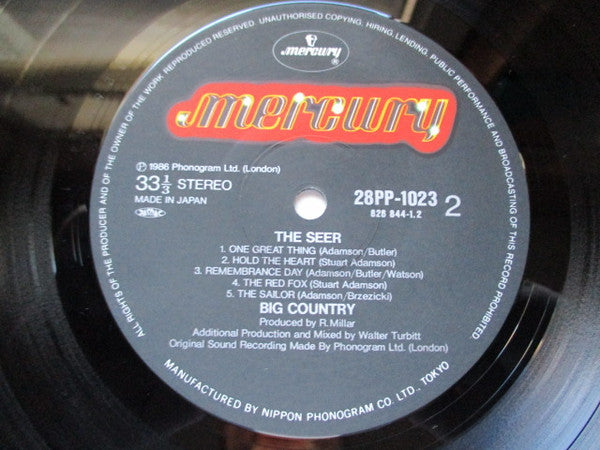 ALL RIGHTS OF THE PRODUCER AND OF THE OWNER OF THE WORK REPRODUCED RESERVED. UNAUTHORISED COPYING, HIRING, LENDING, PUBLIC PERFORMANCE AND BROADCASTING OF THIS RECORD PROHIBITED.
mercury
®
mercury
Ⓟ 1986 Phonogram Ltd. (London)
33 1/3 STEREO
MADE IN JAPAN
28PP-1023 2
828 844-1.2
THE SEER
1. ONE GREAT THING (Adamson/Butler)
2. HOLD THE HEART (Stuart Adamson)
3. REMEMBRANCE DAY (Adamson/Butler/Watson)
4. THE RED FOX (Stuart Adamson)
5. THE SAILOR (Adamson/Brzezicki)
BIG COUNTRY
Produced by R.Millar
Additional Production and Mixed by Walter Turbitt
Original Sound Recording Made By Phonogram Ltd. (London)
MANUFACTURED BY NIPPON PHONOGRAM CO. LTD., TOKYO